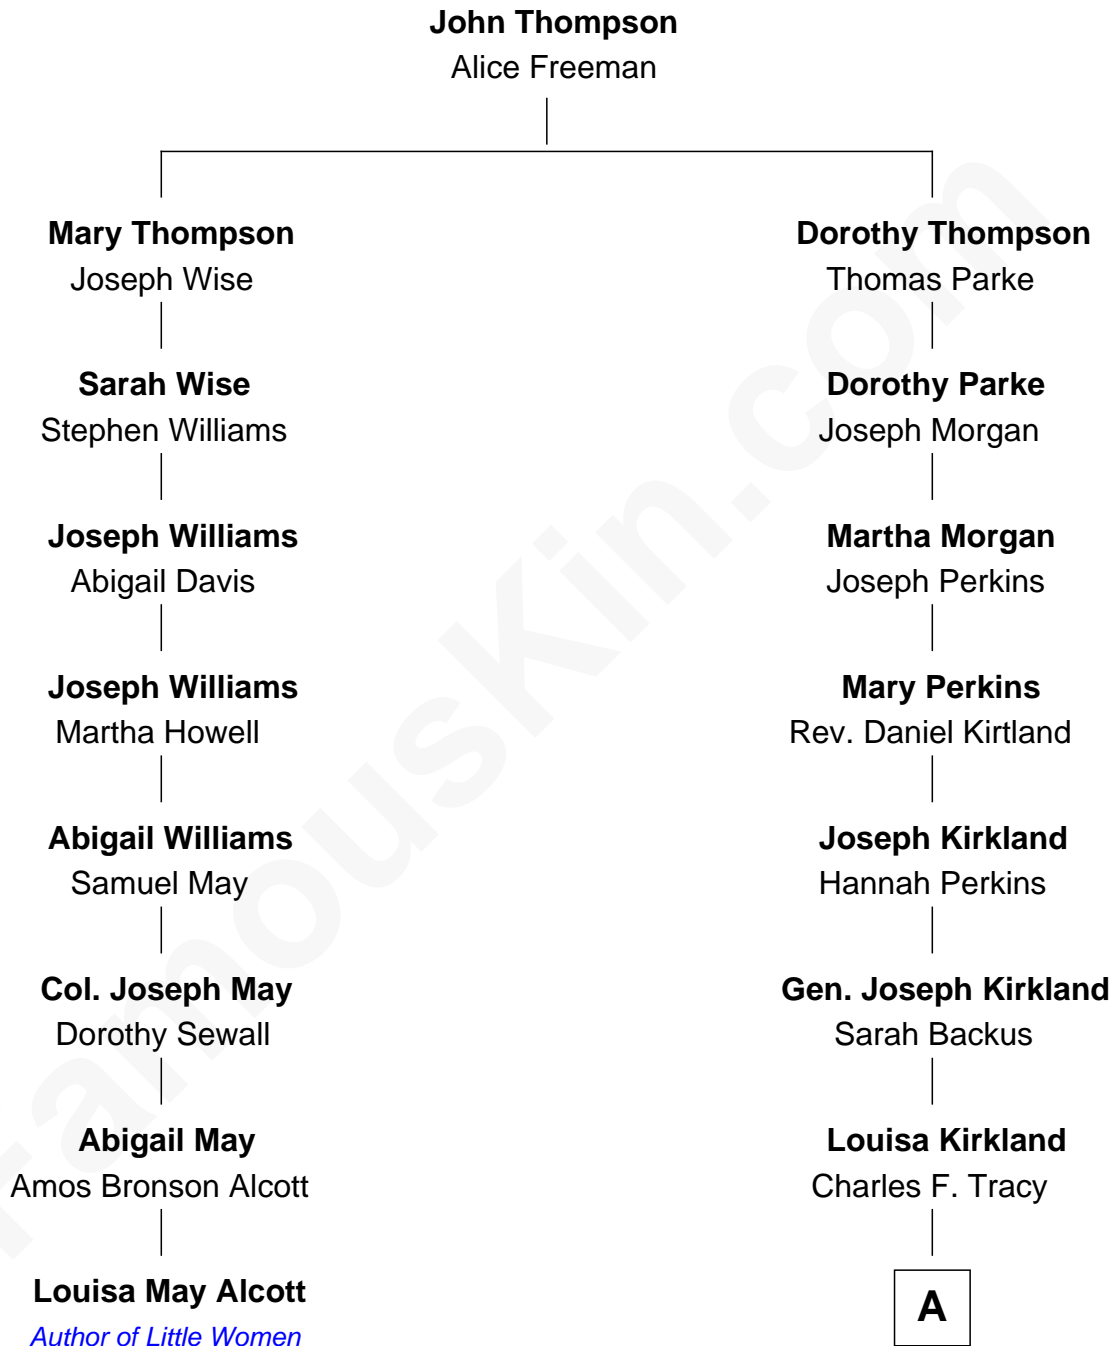 John Thompson
Alice Freeman
Mary Thompson
Joseph Wise
Dorothy Thompson
Thomas Parke
Sarah Wise
Stephen Williams
Dorothy Parke
Joseph Morgan
Joseph Williams
Abigail Davis
Martha Morgan
Joseph Perkins
Joseph Williams
Martha Howell
Mary Perkins
Rev. Daniel Kirtland
Abigail Williams
Samuel May
Joseph Kirkland
Hannah Perkins
Col. Joseph May
Dorothy Sewall
Gen. Joseph Kirkland
Sarah Backus
Abigail May
Amos Bronson Alcott
Louisa Kirkland
Charles F. Tracy
Louisa May Alcott
Author of Little Women
A
FamousKin.com